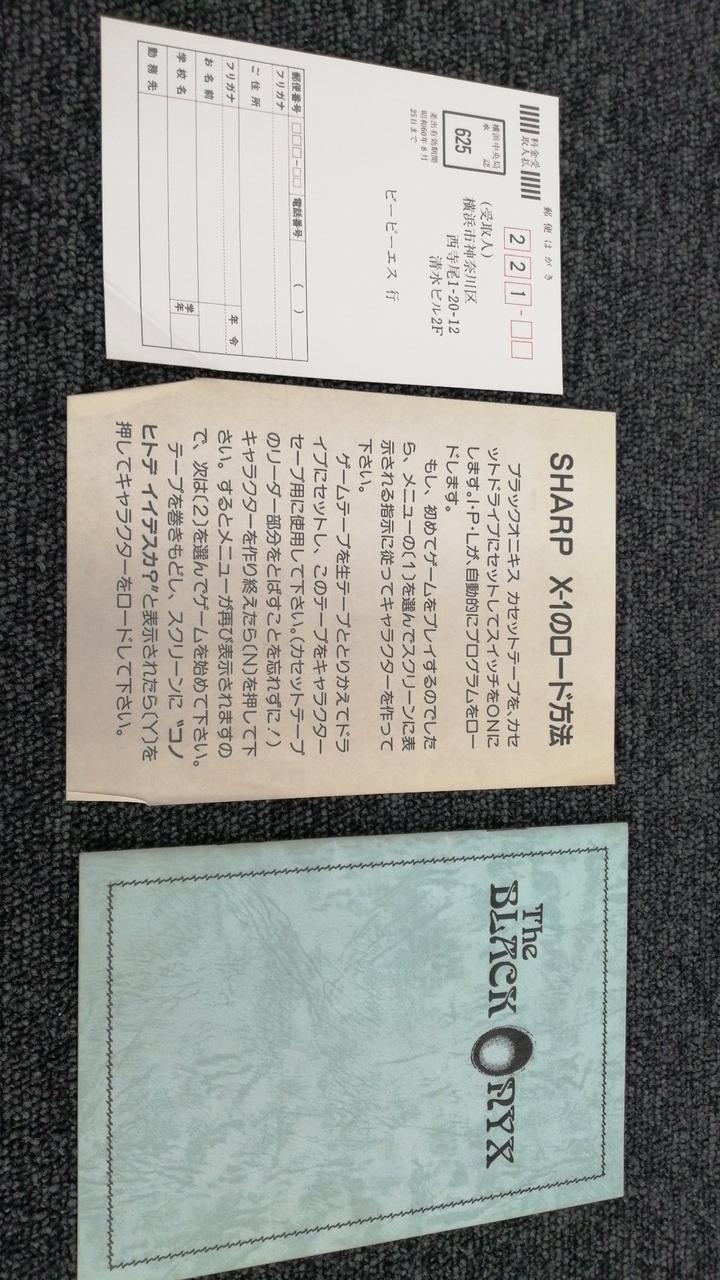 郵便はがき
料金受
取人払
横浜中央局
承認
625
差出有効期間
昭和60年8月
25日まで
221-
(受取人)
横浜市神奈川区
西寺尾1-20-12
清水ビル2F
ビーピーエス 行
郵便番号 - 電話番号 ( )
フリガナ
ご住所
フリガナ 年令
お名前
学校名 学年
勤務先
SHARP X-1のロード方法
ブラックオニキス カセットテープを、カセ
ットドライブにセットしてスイッチをONに
します。I・P・Lが、自動的にプログラムをロー
ドします。
もし、初めてゲームをプレイするのでした
ら、メニューの(1)を選んでスクリーンに表
示される指示に従ってキャラクターを作って
下さい。
ゲームテープを生テープととりかえてドラ
イブにセットし、このテープをキャラクター
セーブ用に使用して下さい。(カセットテープ
のリーダー部分をとばすことを忘れずに!)
キャラクターを作り終えたら(N)を押して下
さい。するとメニューが再び表示されますの
で、次は(2)を選んでゲームを始めて下さい。
テープを巻きもどし、スクリーンに “コノ
ヒトデ イイデスカ?”と表示されたら(Y)を
押してキャラクターをロードして下さい。
The
BLACK ONYX